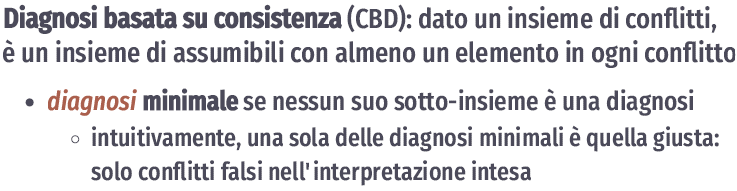 Diagnosi basata su consistenza (CBD): dato un insieme di conflitti,
è un insieme di assumibili con almeno un elemento in ogni conflitto
• diagnosi minimale se nessun suo sotto-insieme è una diagnosi
◦ intuitivamente, una sola delle diagnosi minimali è quella giusta:
solo conflitti falsi nell'interpretazione intesa